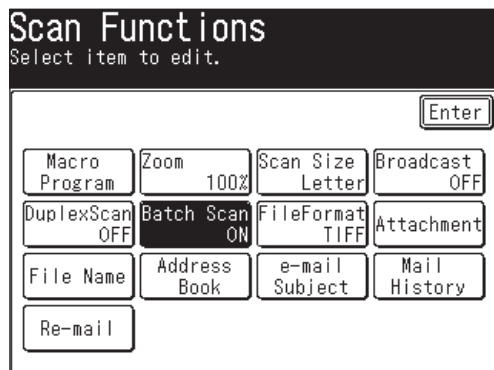 Scan Functions
Select item to edit.
Enter
Macro Program
Zoom 100%
Scan Size Letter
Broadcast OFF
DuplexScan OFF
Batch Scan ON
FileFormat TIFF
Attachment
File Name
Address Book
e-mail Subject
Mail History
Re-mail